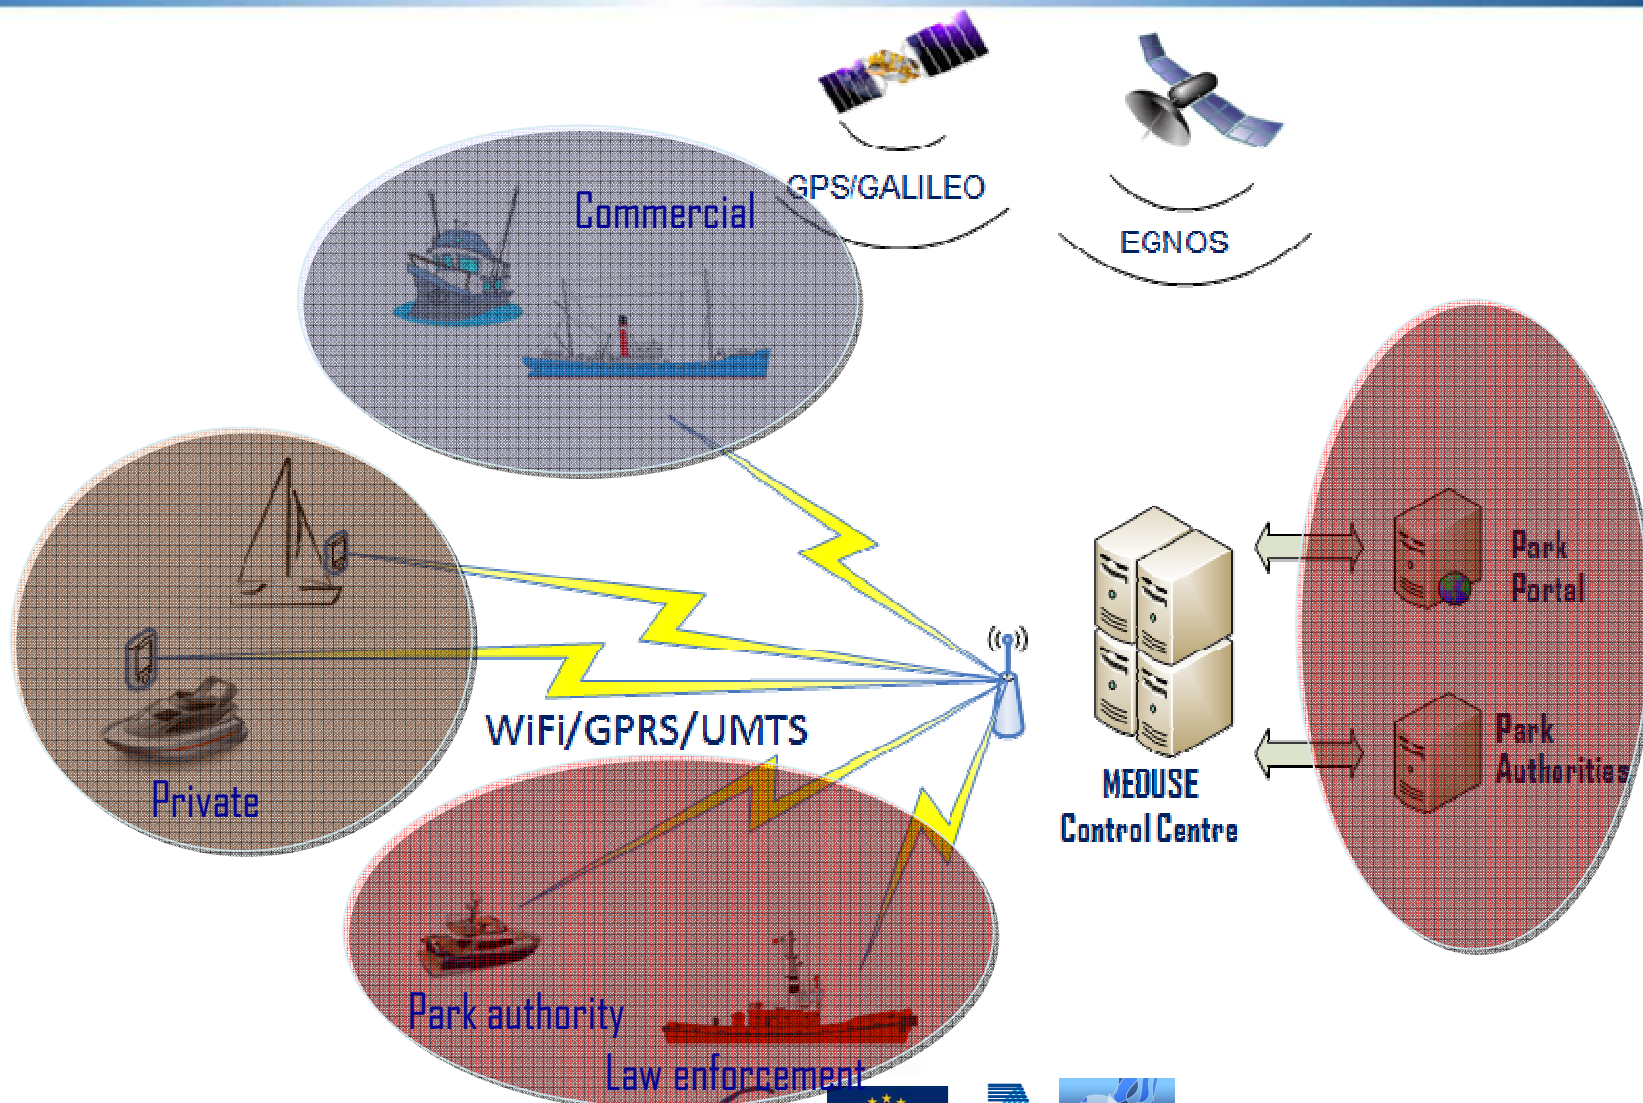 GPS/GALILEO
EGNOS
Commercial
Park
Portal
Park
Authorities
WiFi/GPRS/UMTS
MEDUSE
Control Centre
Private
Park authority
Law enforcement